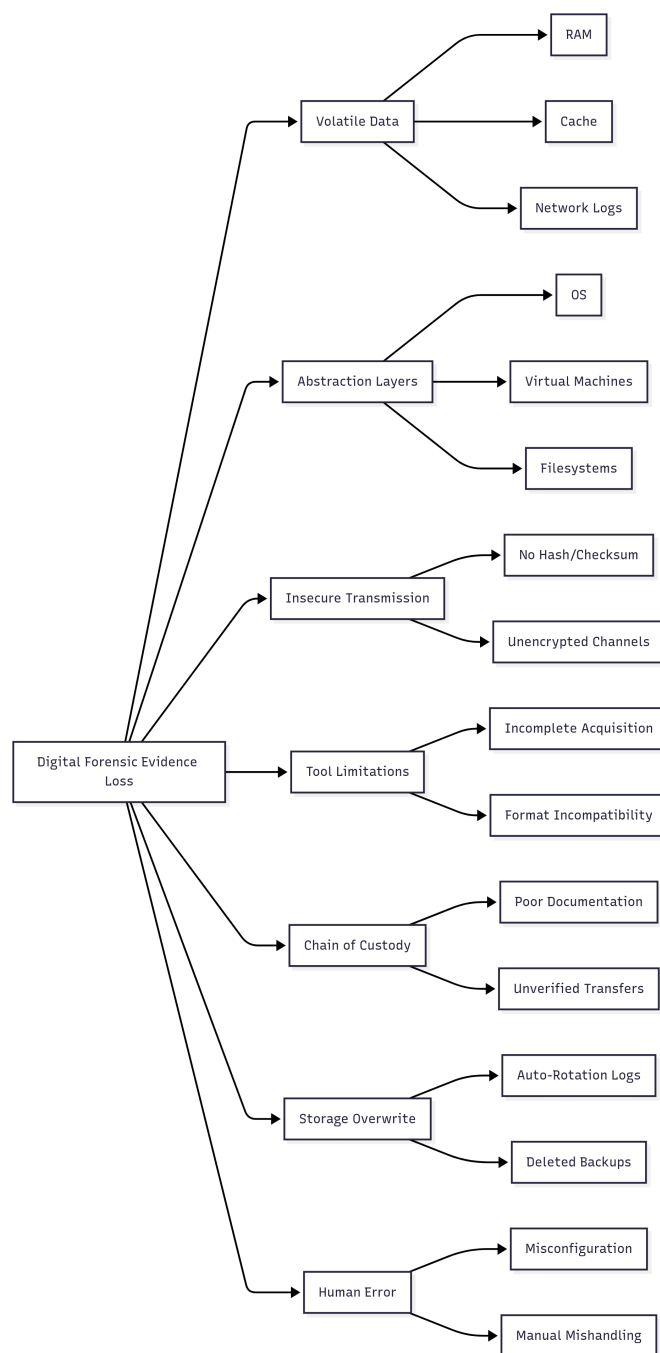 RAM
Volatile Data
Cache
Network Logs
OS
Abstraction Layers
Virtual Machines
Filesystems
No Hash/Checksum
Insecure Transmission
Unencrypted Channels
Incomplete Acquisition
Digital Forensic Evidence
Loss
Tool Limitations
Format Incompatibility
Poor Documentation
Chain of Custody
Unverified Transfers
Auto-Rotation Logs
Storage Overwrite
Deleted Backups
Misconfiguration
Human Error
Manual Mishandling